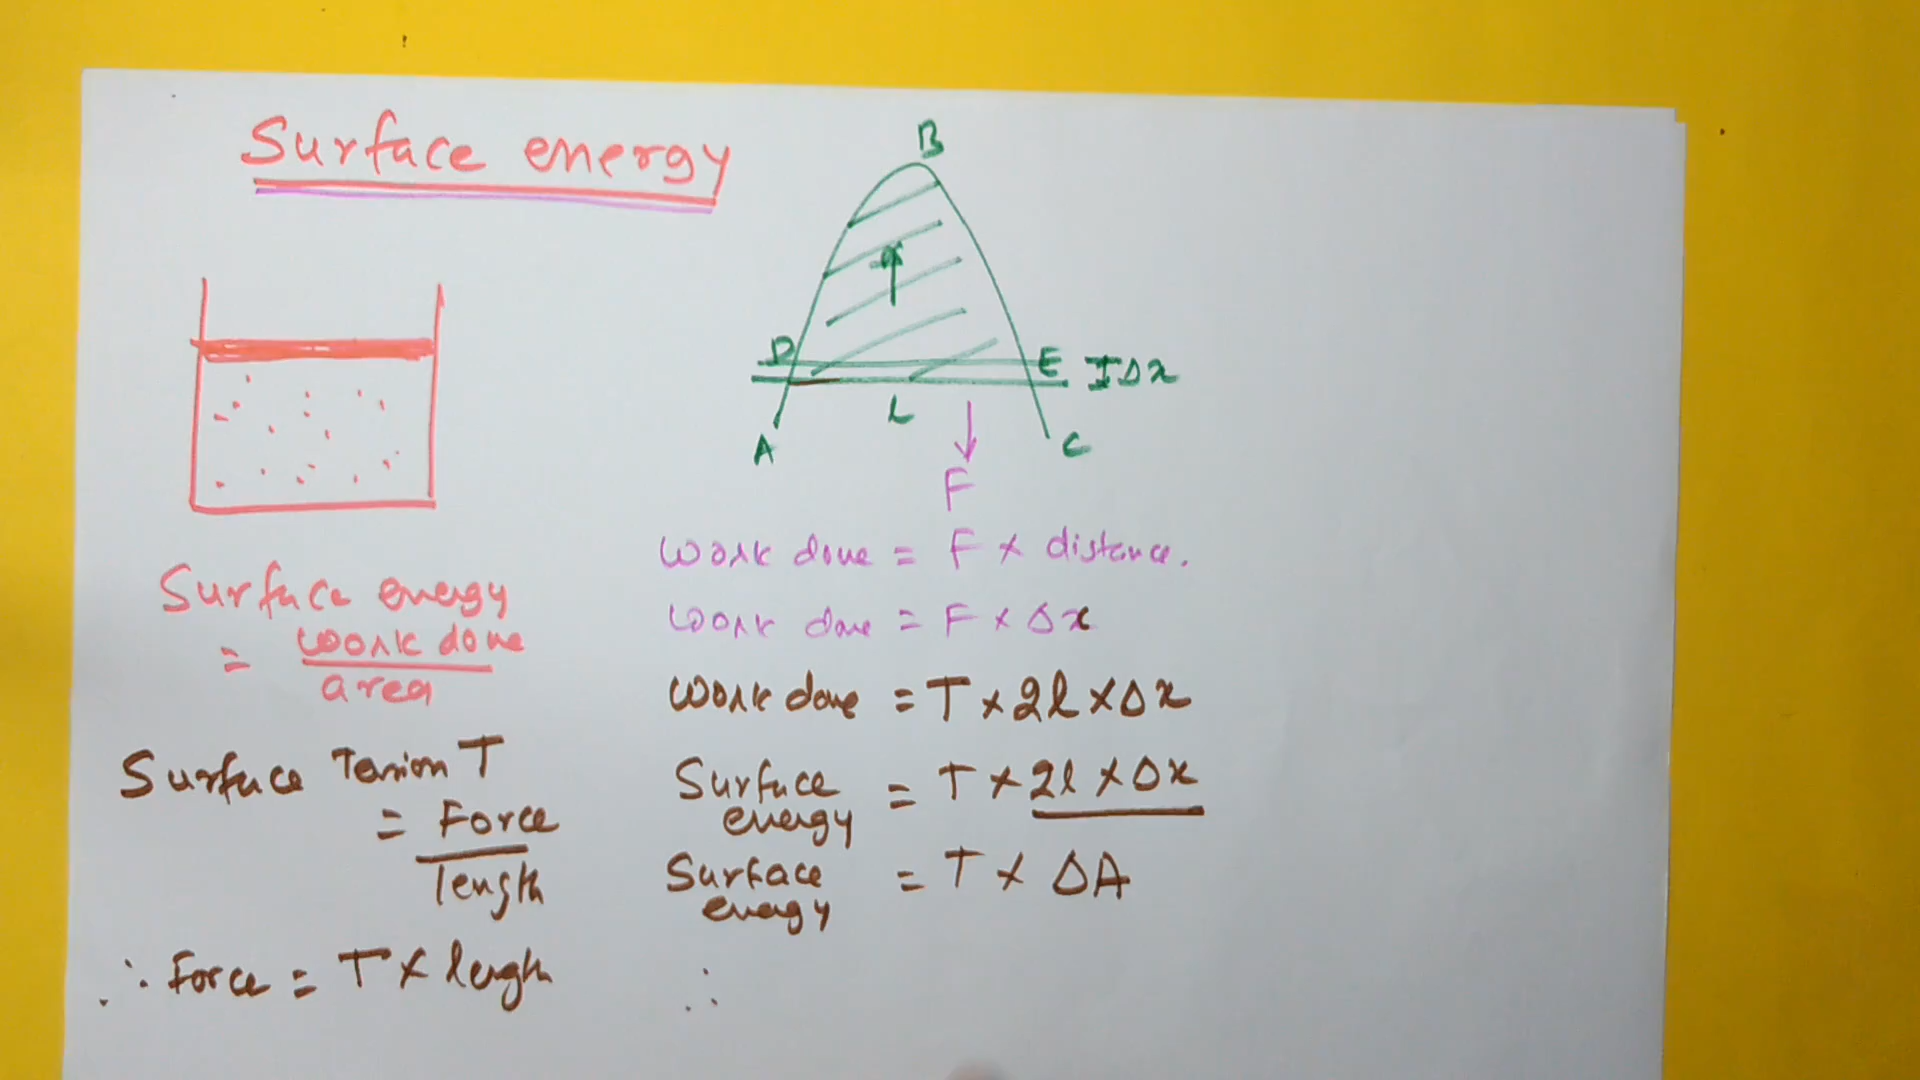 Surface energy
B
D
E
I Δx
L
A
C
F
Surface energy
= work done
area
Surface Tension T
= Force
length
∴ Force = T × length
work done = F × distance.
work done = F × Δx
work done = T × 2l × Δx
Surface energy = T × 2l × Δx
Surface energy = T × ΔA
∴